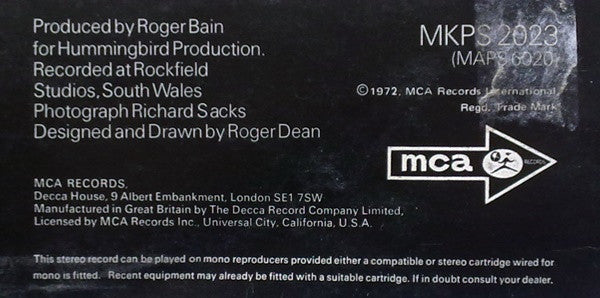 Produced by Roger Bain
for Hummingbird Production.
Recorded at Rockfield
Studios, South Wales
Photograph Richard Sacks
Designed and Drawn by Roger Dean
MKPS 2023
(MAPS 6020)
©1972, MCA Records International,
Regd. Trade Mark
mca
RECORDS
MCA RECORDS,
Decca House, 9 Albert Embankment, London SE1 7SW
Manufactured in Great Britain by The Decca Record Company Limited,
Licensed by MCA Records Inc., Universal City, California, U.S.A.
This stereo record can be played on mono reproducers provided either a compatible or stereo cartridge wired for
mono is fitted. Recent equipment may already be fitted with a suitable cartridge. If in doubt consult your dealer.